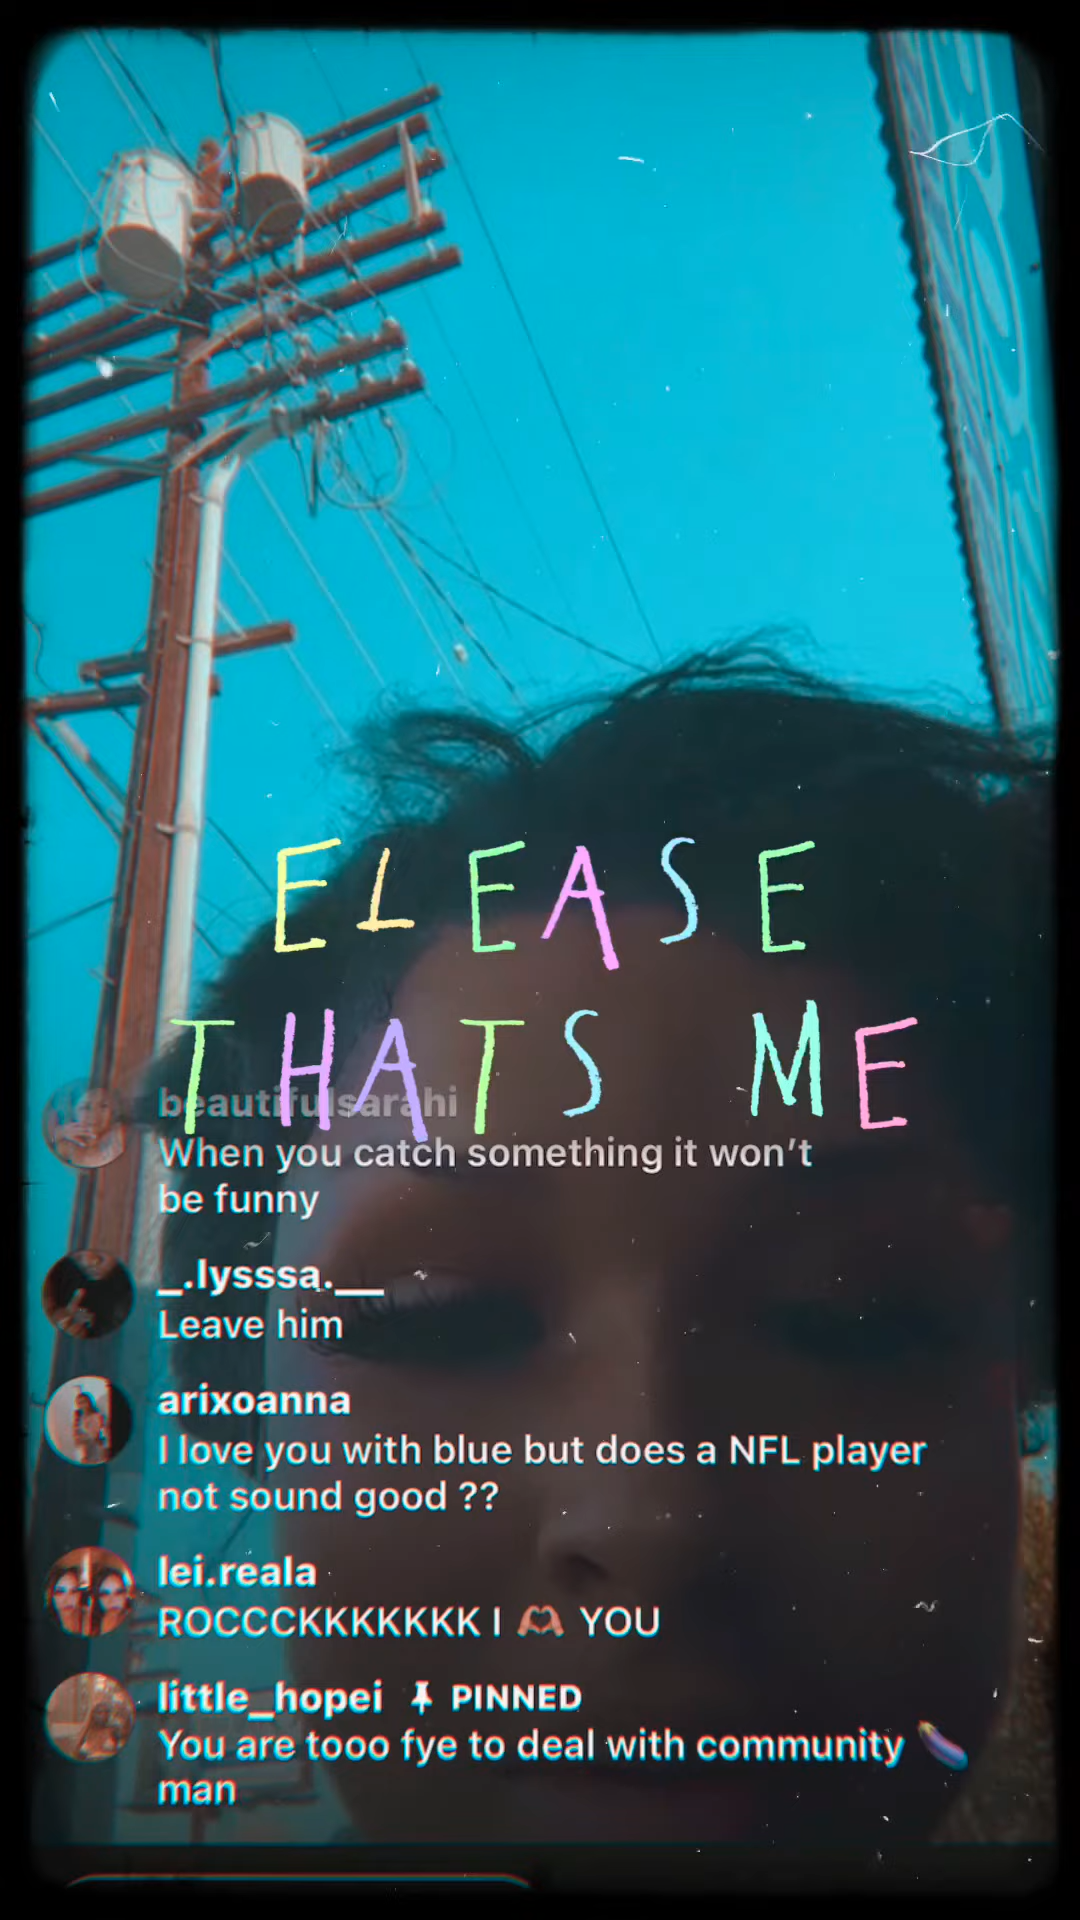 ELEASE
THATS ME
beautifulsarahi
When you catch something it won't
be funny
_.lysssa.__
Leave him
arixoanna
I love you with blue but does a NFL player
not sound good ??
lei.reala
ROCCCKKKKKKK I 🫶🏽 YOU
little_hopei 📌 PINNED
You are tooo fye to deal with community 🍆
man